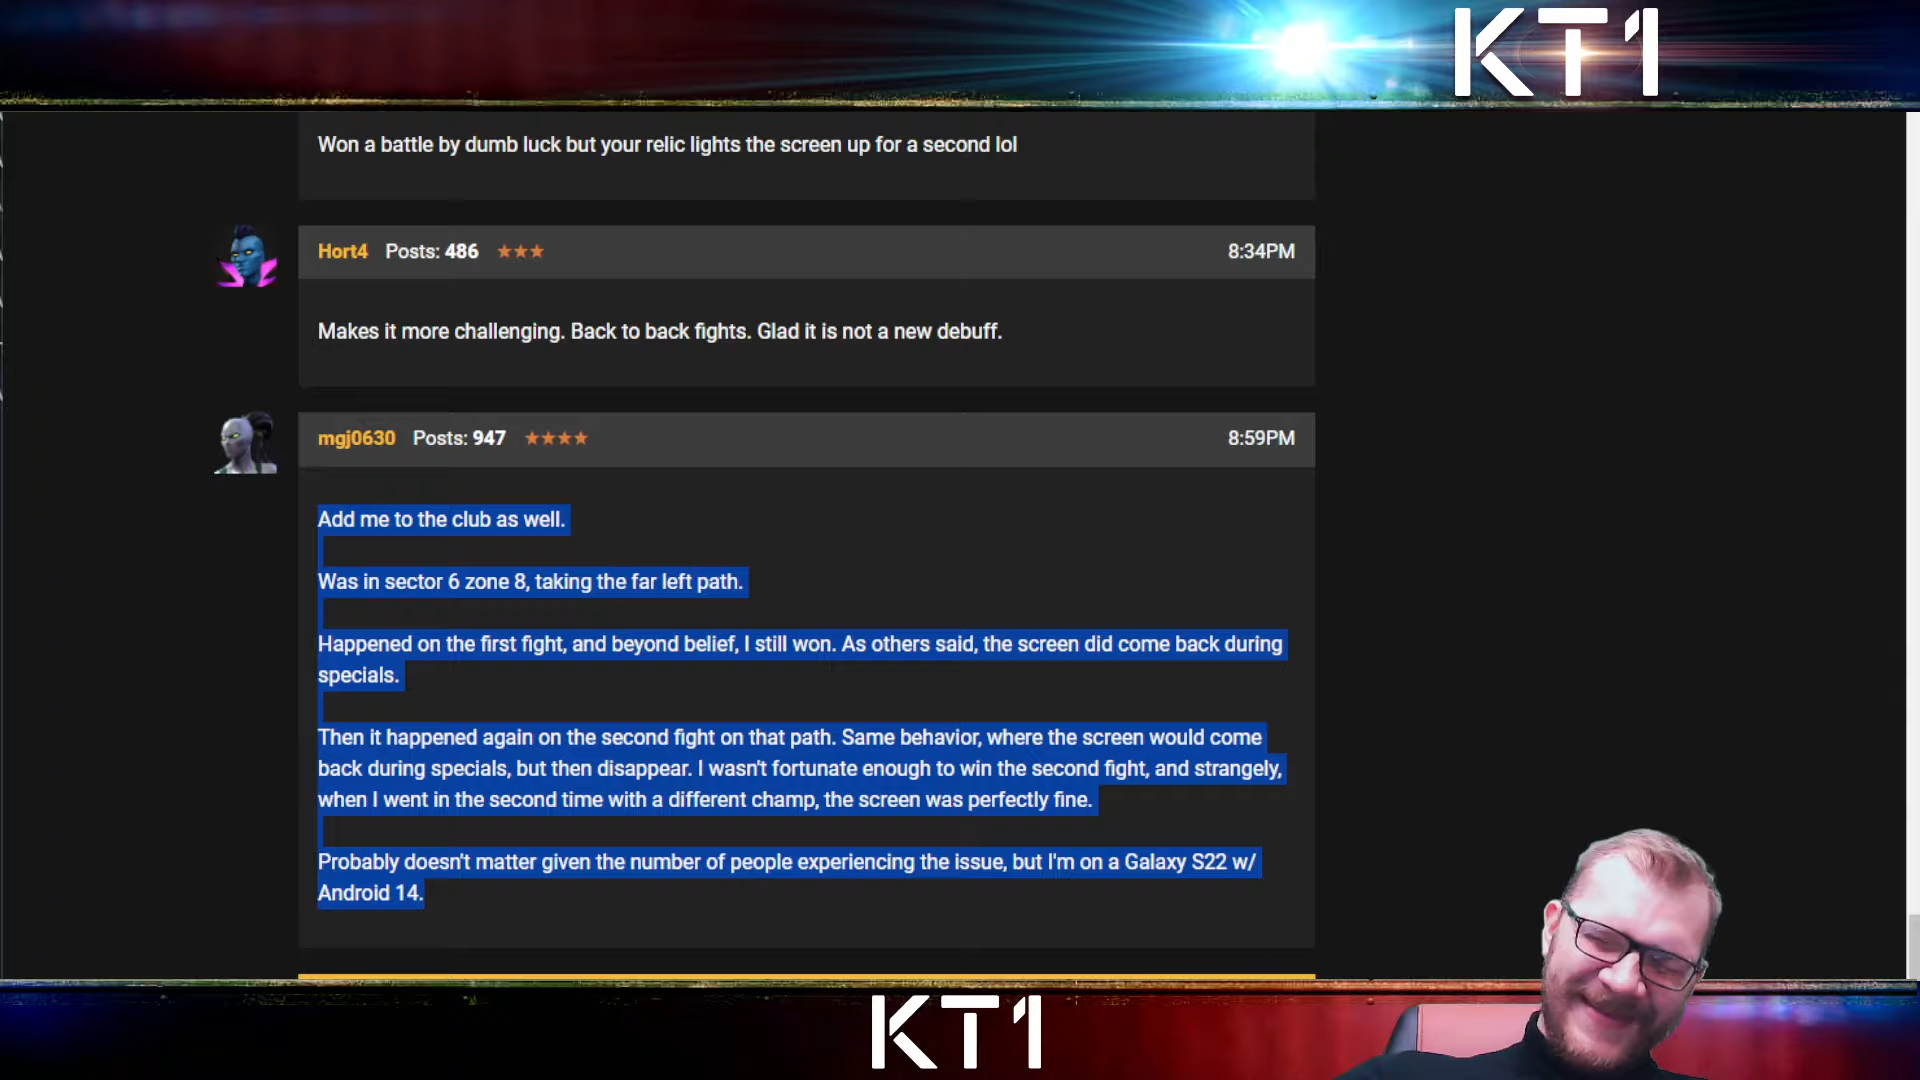 KT1
Won a battle by dumb luck but your relic lights the screen up for a second lol
Hort4 Posts: 486 ★★★ 8:34PM
Makes it more challenging. Back to back fights. Glad it is not a new debuff.
mgj0630 Posts: 947 ★★★★ 8:59PM
Add me to the club as well.
Was in sector 6 zone 8, taking the far left path.
Happened on the first fight, and beyond belief, I still won. As others said, the screen did come back during
specials.
Then it happened again on the second fight on that path. Same behavior, where the screen would come
back during specials, but then disappear. I wasn't fortunate enough to win the second fight, and strangely,
when I went in the second time with a different champ, the screen was perfectly fine.
Probably doesn't matter given the number of people experiencing the issue, but I'm on a Galaxy S22 w/
Android 14.
KT1